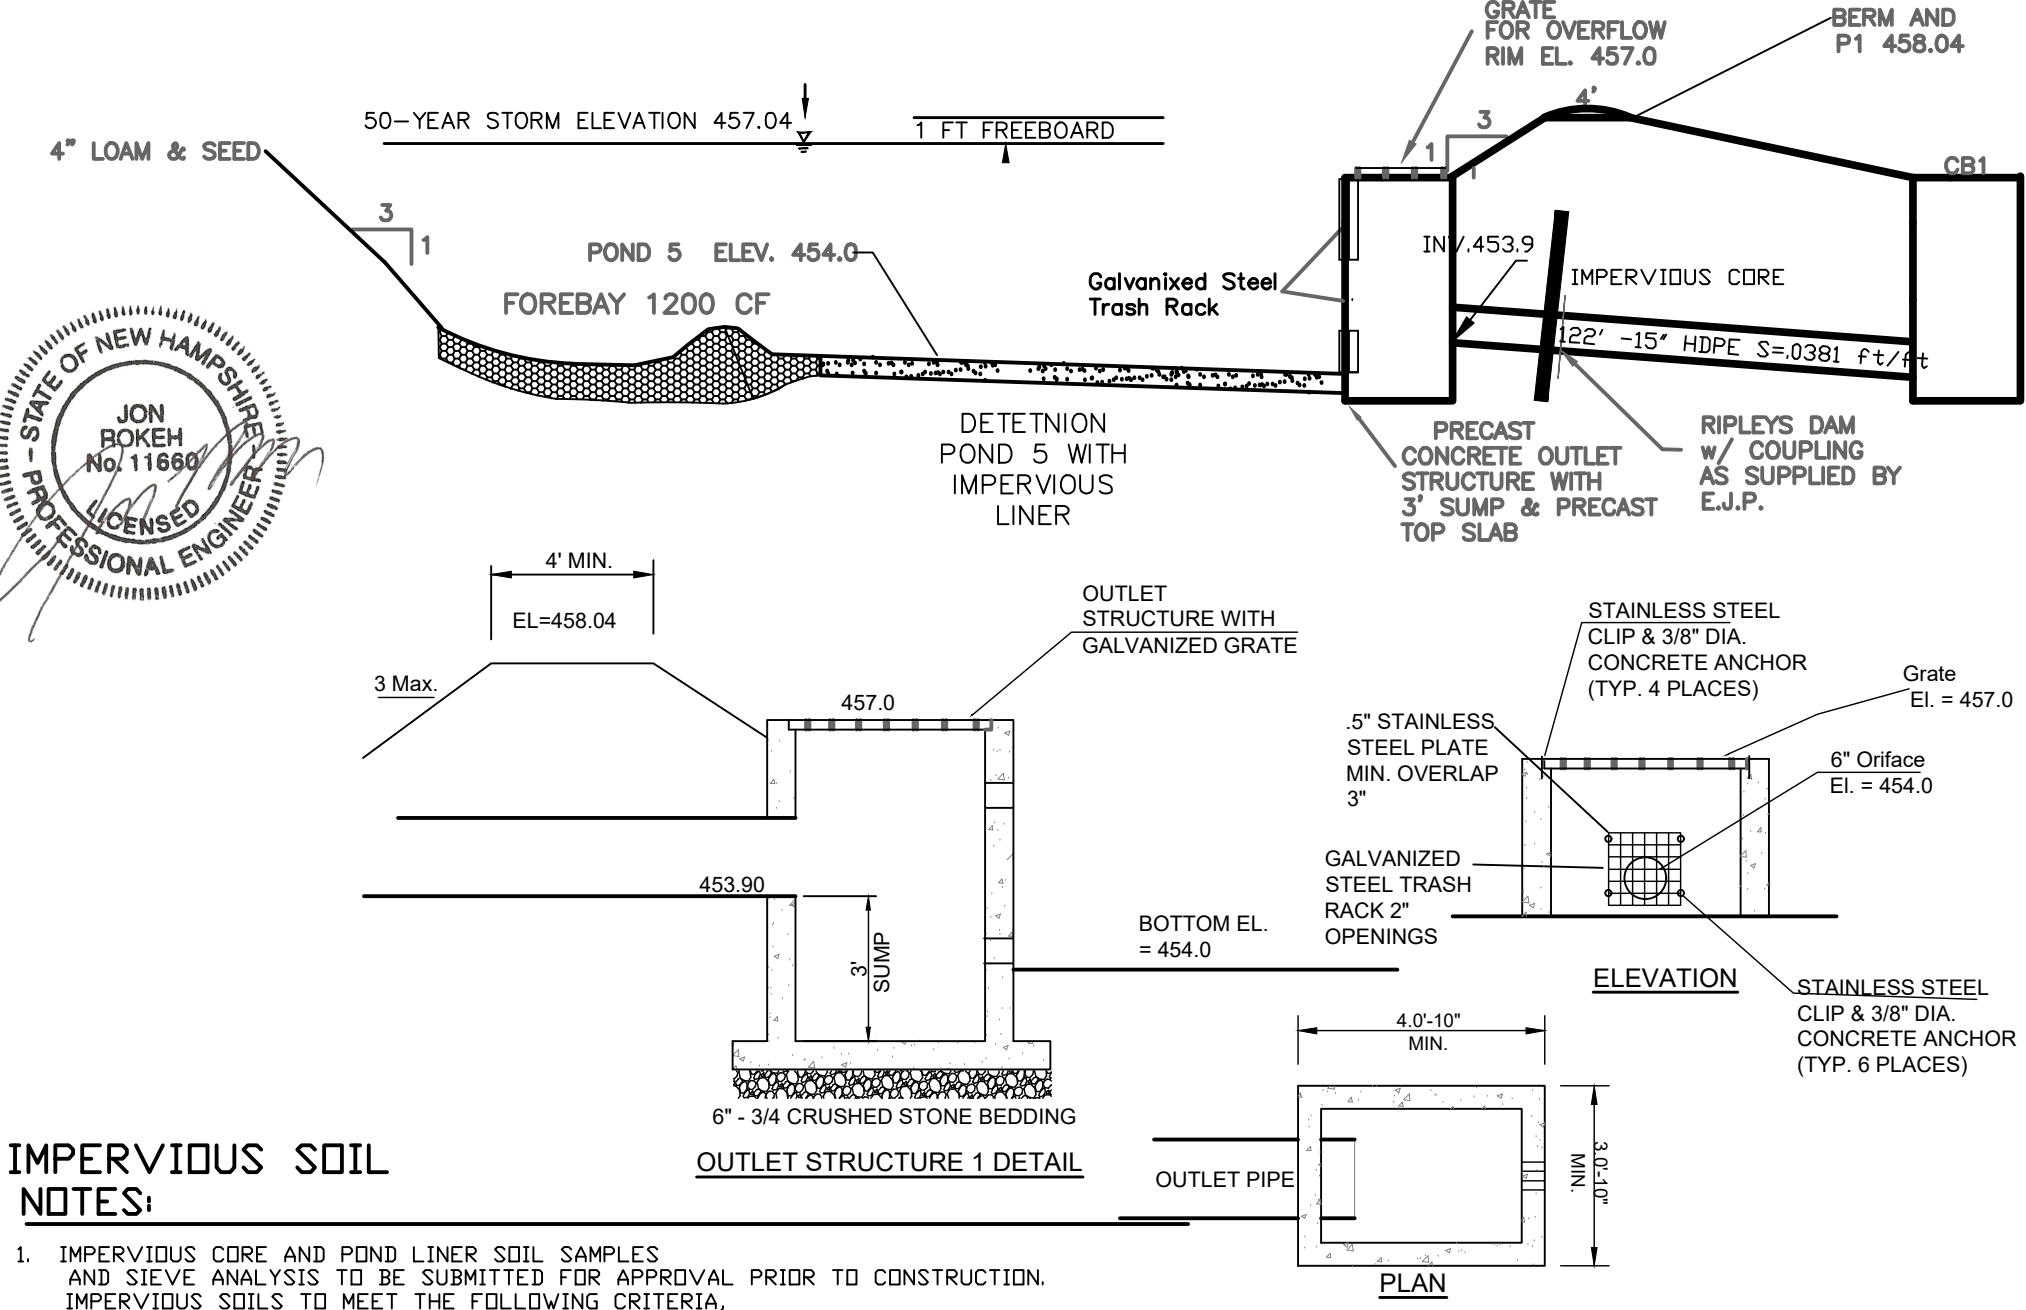 GRATE
FOR OVERFLOW
RIM EL. 457.0
BERM AND
P1 458.04
50-YEAR STORM ELEVATION 457.04
1 FT FREEBOARD
4'
3
1
4" LOAM & SEED
CB1
3
1
POND 5 ELEV. 454.0
INV.453.9
FOREBAY 1200 CF
Galvanixed Steel
Trash Rack
IMPERVIOUS CORE
122' -15" HDPE S=.0381 ft/ft
STATE OF NEW HAMPSHIRE
JON
ROKEH
No. 11660
LICENSED
PROFESSIONAL ENGINEER
DETETNION
POND 5 WITH
IMPERVIOUS
LINER
PRECAST
CONCRETE OUTLET
STRUCTURE WITH
3' SUMP & PRECAST
TOP SLAB
RIPLEYS DAM
w/ COUPLING
AS SUPPLIED BY
E.J.P.
4' MIN.
EL=458.04
3 Max.
457.0
OUTLET
STRUCTURE WITH
GALVANIZED GRATE
453.90
3'
SUMP
BOTTOM EL.
= 454.0
6" - 3/4 CRUSHED STONE BEDDING
OUTLET STRUCTURE 1 DETAIL
STAINLESS STEEL
CLIP & 3/8" DIA.
CONCRETE ANCHOR
(TYP. 4 PLACES)
Grate
El. = 457.0
.5" STAINLESS
STEEL PLATE
MIN. OVERLAP
3"
6" Oriface
El. = 454.0
GALVANIZED
STEEL TRASH
RACK 2"
OPENINGS
ELEVATION
STAINLESS STEEL
CLIP & 3/8" DIA.
CONCRETE ANCHOR
(TYP. 6 PLACES)
4.0'-10"
MIN.
OUTLET PIPE
3.0'-10"
MIN.
PLAN
IMPERVIOUS SOIL
NOTES:
1. IMPERVIOUS CORE AND POND LINER SOIL SAMPLES
AND SIEVE ANALYSIS TO BE SUBMITTED FOR APPROVAL PRIOR TO CONSTRUCTION.
IMPERVIOUS SOILS TO MEET THE FOLLOWING CRITERIA,